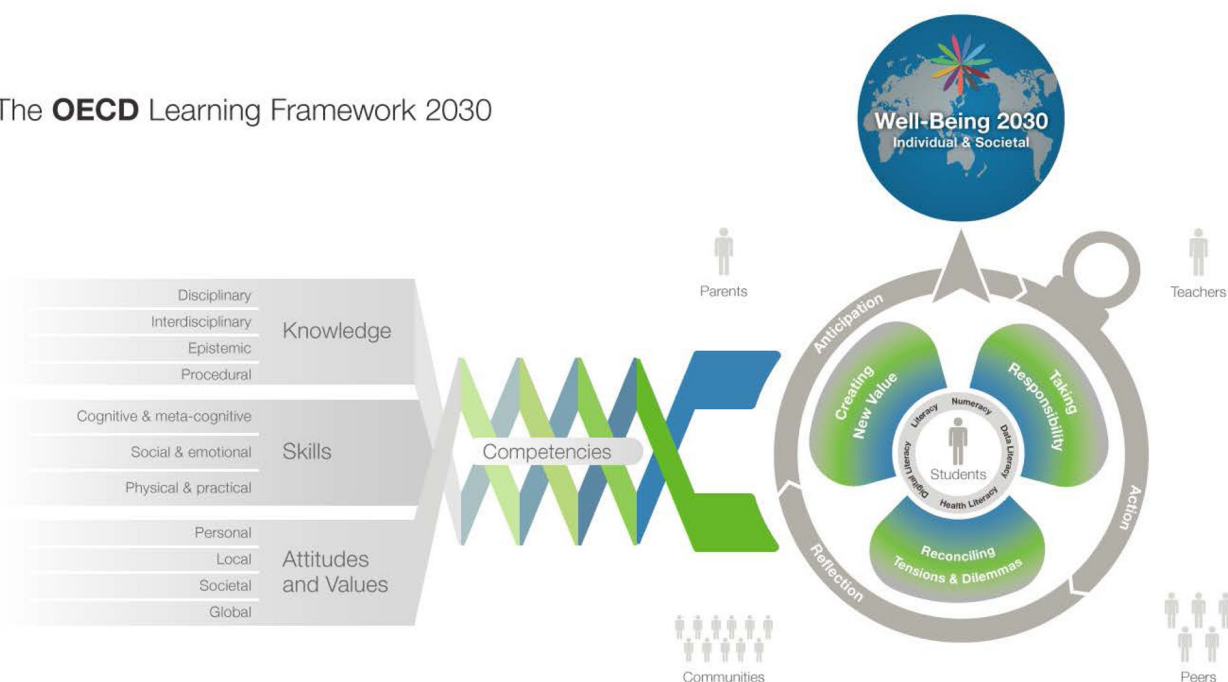 The OECD Learning Framework 2030
Well-Being 2030
Individual & Societal
Parents
Teachers
Disciplinary
Interdisciplinary
Epistemic
Procedural
Knowledge
Cognitive & meta-cognitive
Social & emotional
Physical & practical
Skills
Personal
Local
Societal
Global
Attitudes
and Values
Competencies
Anticipation
Action
Reflection
Creating
New Value
Taking
Responsibility
Reconciling
Tensions & Dilemmas
Literacy
Numeracy
Data Literacy
Health Literacy
Digital Literacy
Students
Communities
Peers